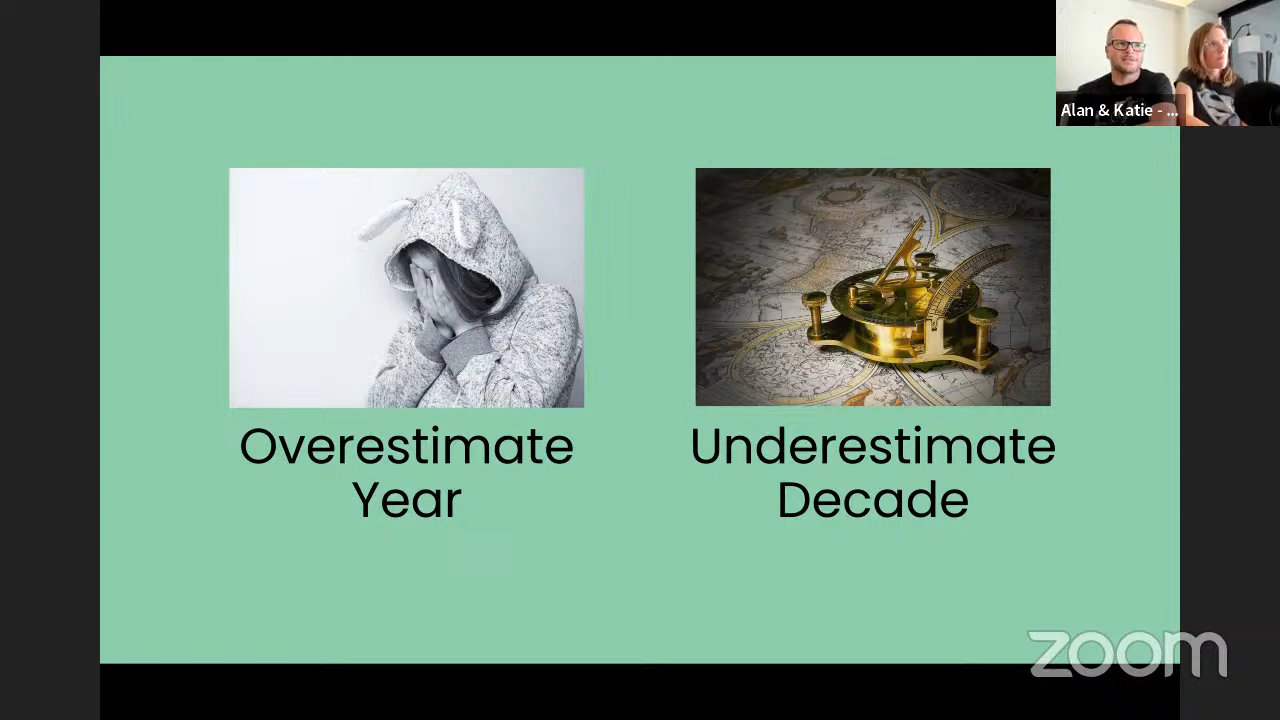 Alan & Katie - ...
Overestimate
Year
Underestimate
Decade
zoom